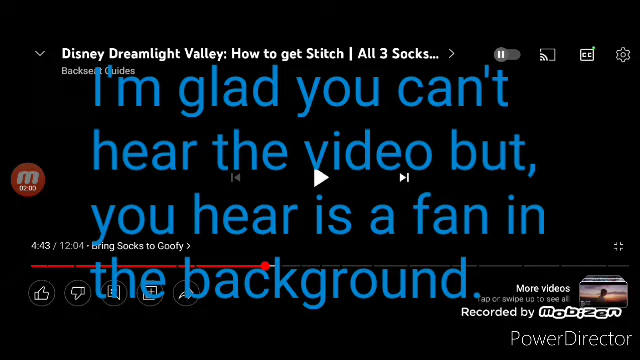 Disney Dreamlight Valley: How to get Stitch | All 3 Socks...
Backseat Guides
I'm glad you can't
hear the video but,
02:00
you hear is a fan in
4:43 / 12:04 • Bring Socks to Goofy
the background.
More videos
Tap or swipe up to see all
Recorded by MOBIZEN
PowerDirector